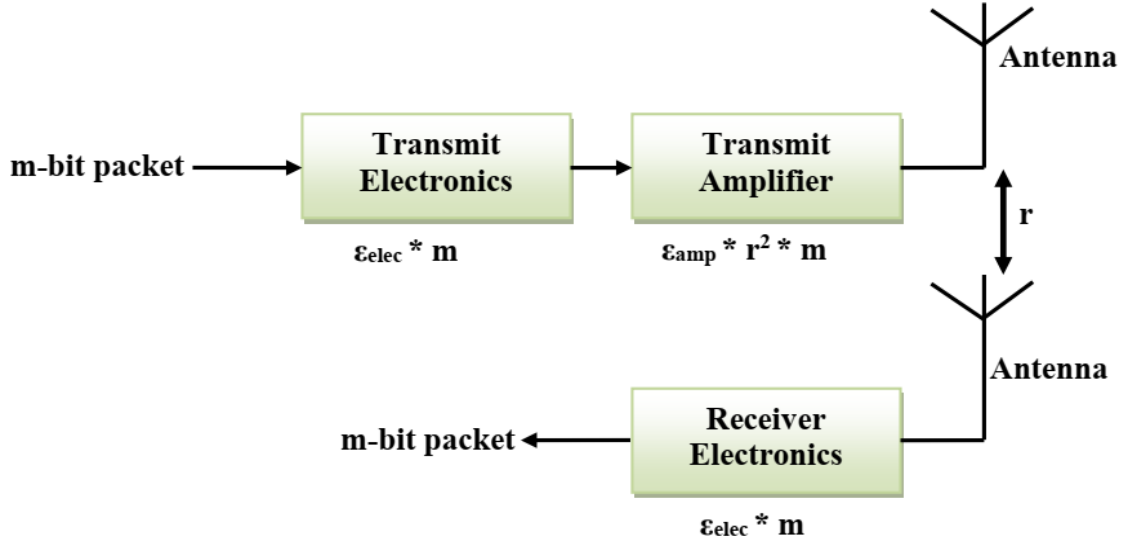 Antenna
m-bit packet
Transmit
Electronics
Transmit
Amplifier
εelec * m
εamp * r² * m
r
Antenna
m-bit packet
Receiver
Electronics
εelec * m